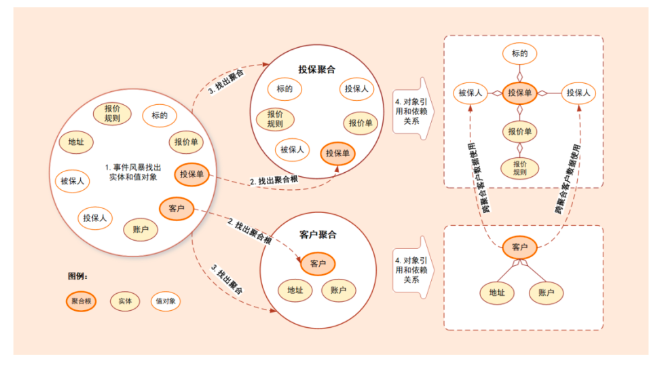 报价
规则
标的
地址
报价单
1. 事件风暴找出
实体和值对象
被保人
投保单
客户
投保人
账户
图例：
聚合根
实体
值对象
3. 找出聚合
2. 找出聚合根
2. 找出聚合根
3. 找出聚合
投保聚合
标的
投保人
报价
规则
报价单
被保人
投保单
客户聚合
客户
地址
账户
4. 对象引
用和依赖
关系
4. 对象引
用和依赖
关系
标的
被保人
投保单
投保人
报价单
报价
规则
跨聚合客户数据使用
跨聚合客户数据使用
客户
地址
账户